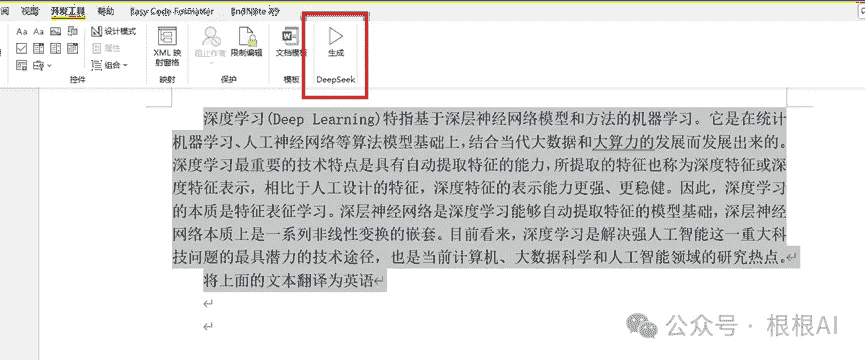 视图 开发工具 帮助 Easy Code Formatter EndNote
Aa Aa 设计模式
属性
组合
控件
XML 映射窗格
映射
阻止作者 限制编辑
保护
文档模板
模板
生成
DeepSeek
深度学习(Deep Learning)特指基于深层神经网络模型和方法的机器学习。它是在统计
机器学习、人工神经网络等算法模型基础上,结合当代大数据和大算力的发展而发展出来的。
深度学习最重要的技术特点是具有自动提取特征的能力,所提取的特征也称为深度特征或深
度特征表示,相比于人工设计的特征,深度特征的表示能力更强、更稳健。因此,深度学习
的本质是特征表征学习。深层神经网络是深度学习能够自动提取特征的模型基础,深层神经
网络本质上是一系列非线性变换的嵌套。目前看来,深度学习是解决强人工智能这一重大科
技问题的最具潜力的技术途径,也是当前计算机、大数据科学和人工智能领域的研究热点。
将上面的文本翻译为英语
公众号·根根AI